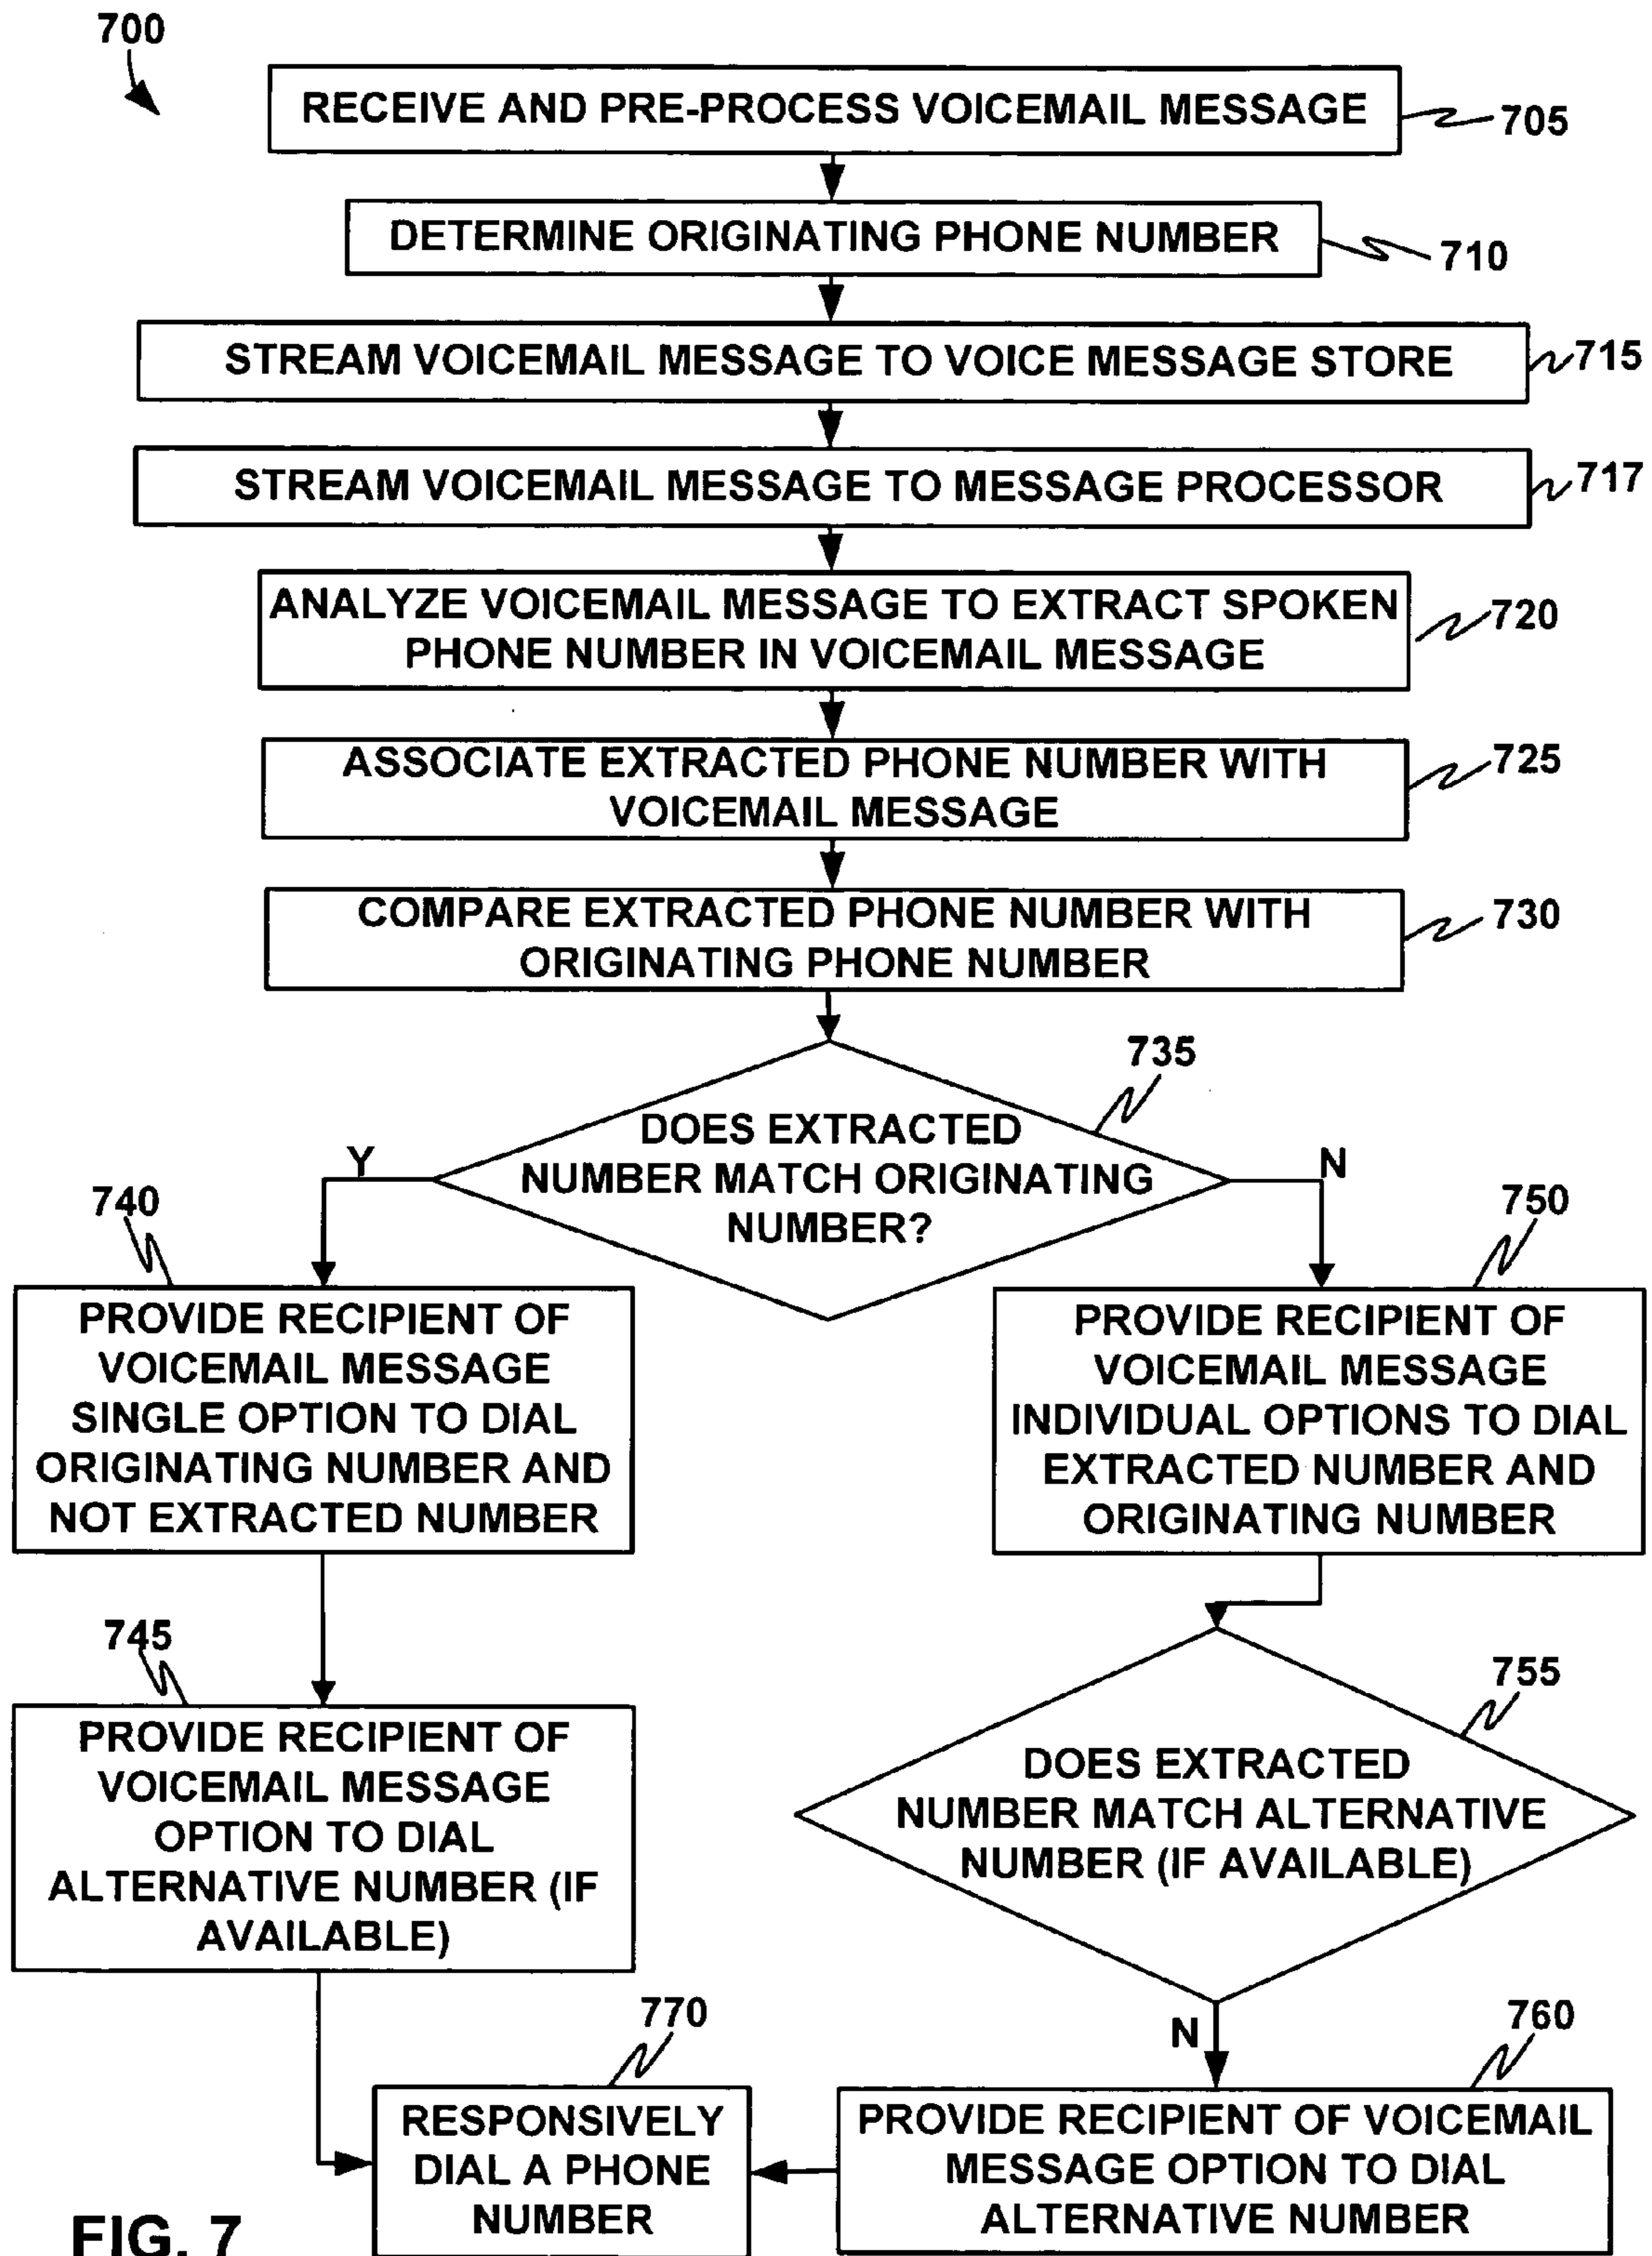 700
RECEIVE AND PRE-PROCESS VOICEMAIL MESSAGE
705
DETERMINE ORIGINATING PHONE NUMBER
710
STREAM VOICEMAIL MESSAGE TO VOICE MESSAGE STORE
715
STREAM VOICEMAIL MESSAGE TO MESSAGE PROCESSOR
717
ANALYZE VOICEMAIL MESSAGE TO EXTRACT SPOKEN
PHONE NUMBER IN VOICEMAIL MESSAGE
720
ASSOCIATE EXTRACTED PHONE NUMBER WITH
VOICEMAIL MESSAGE
725
COMPARE EXTRACTED PHONE NUMBER WITH
ORIGINATING PHONE NUMBER
730
735
DOES EXTRACTED
NUMBER MATCH ORIGINATING
NUMBER?
Y
N
740
PROVIDE RECIPIENT OF
VOICEMAIL MESSAGE
SINGLE OPTION TO DIAL
ORIGINATING NUMBER AND
NOT EXTRACTED NUMBER
750
PROVIDE RECIPIENT OF
VOICEMAIL MESSAGE
INDIVIDUAL OPTIONS TO DIAL
EXTRACTED NUMBER AND
ORIGINATING NUMBER
745
PROVIDE RECIPIENT OF
VOICEMAIL MESSAGE
OPTION TO DIAL
ALTERNATIVE NUMBER (IF
AVAILABLE)
755
DOES EXTRACTED
NUMBER MATCH ALTERNATIVE
NUMBER (IF AVAILABLE)
N
770
RESPONSIVELY
DIAL A PHONE
NUMBER
760
PROVIDE RECIPIENT OF VOICEMAIL
MESSAGE OPTION TO DIAL
ALTERNATIVE NUMBER
FIG. 7